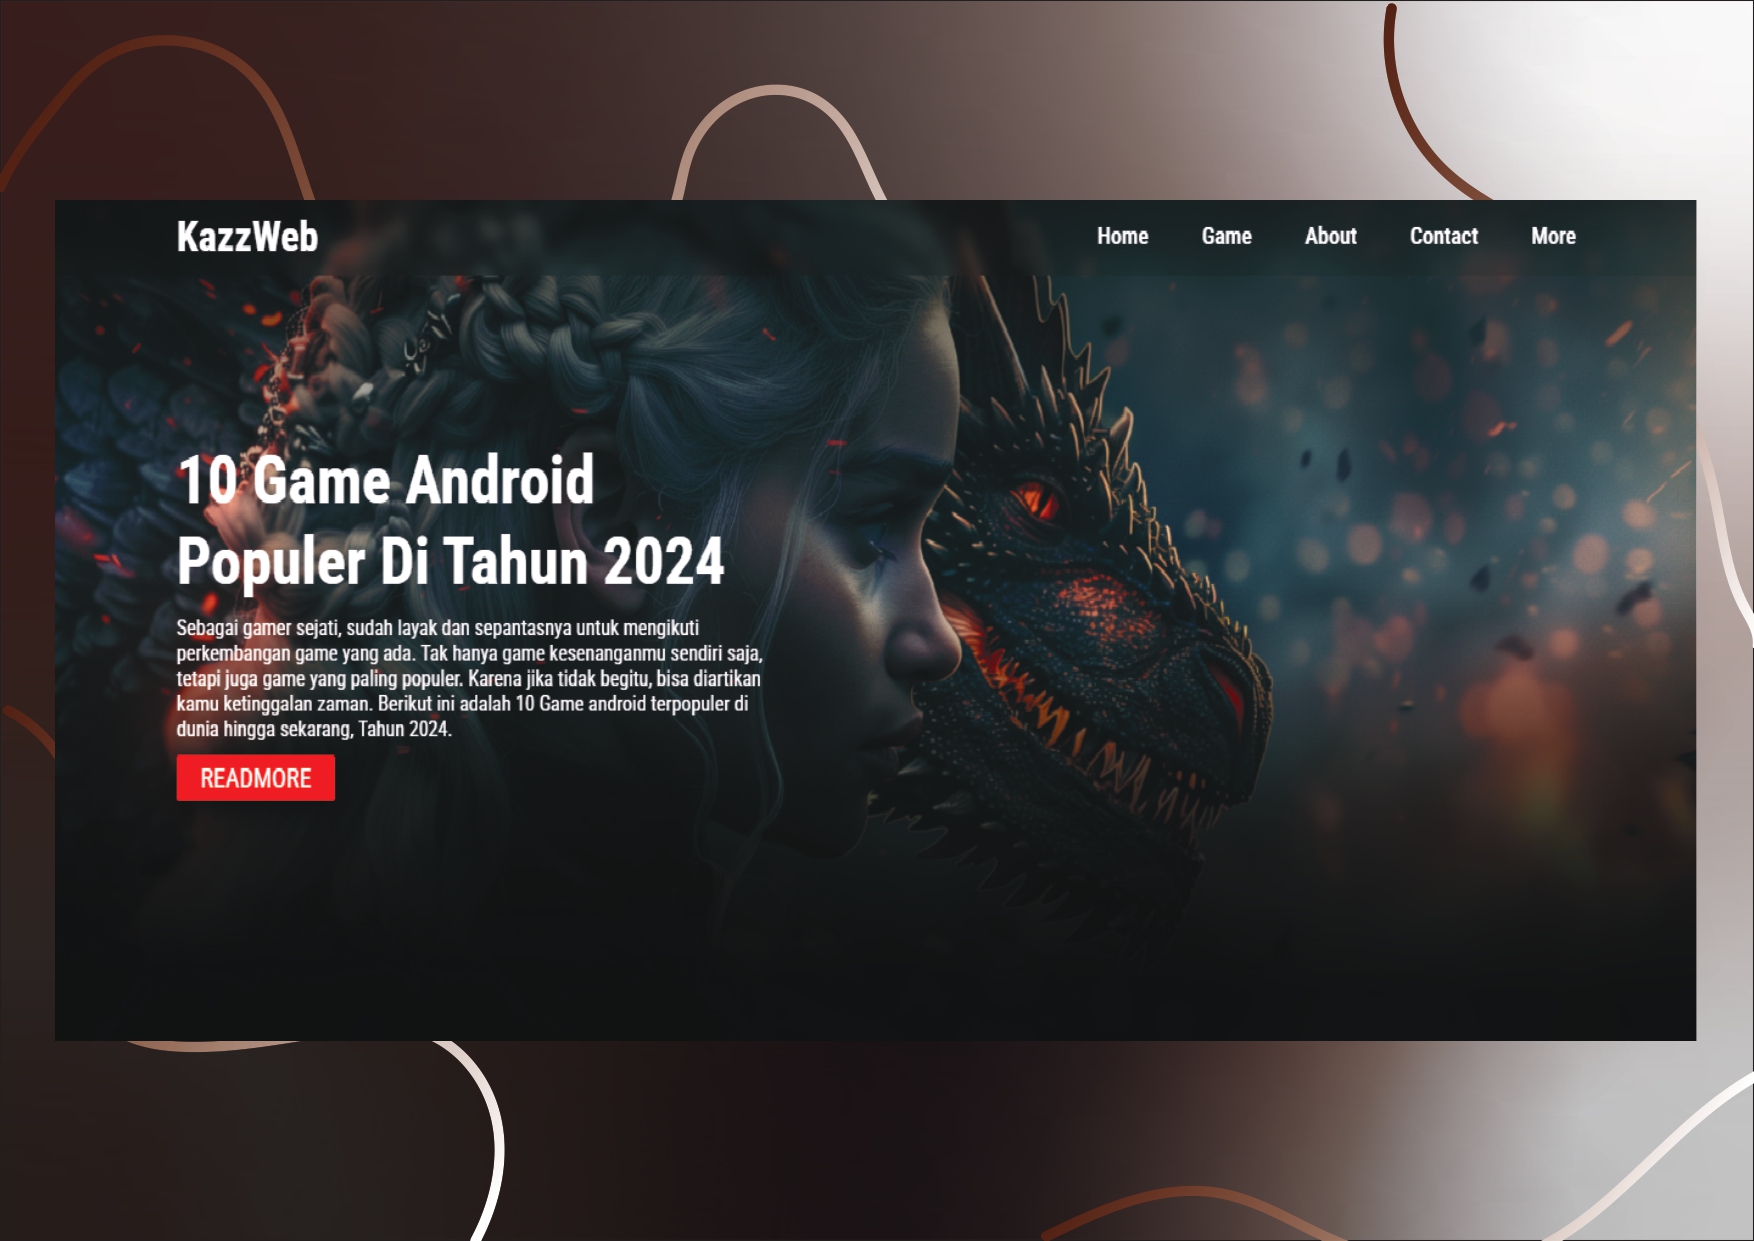 KazzWeb
Home Game About Contact More
10 Game Android
Populer Di Tahun 2024
Sebagai gamer sejati, sudah layak dan sepantasnya untuk mengikuti
perkembangan game yang ada. Tak hanya game kesenanganmu sendiri saja,
tetapi juga game yang paling populer. Karena jika tidak begitu, bisa diartikan
kamu ketinggalan zaman. Berikut ini adalah 10 Game android terpopuler di
dunia hingga sekarang, Tahun 2024.
READMORE